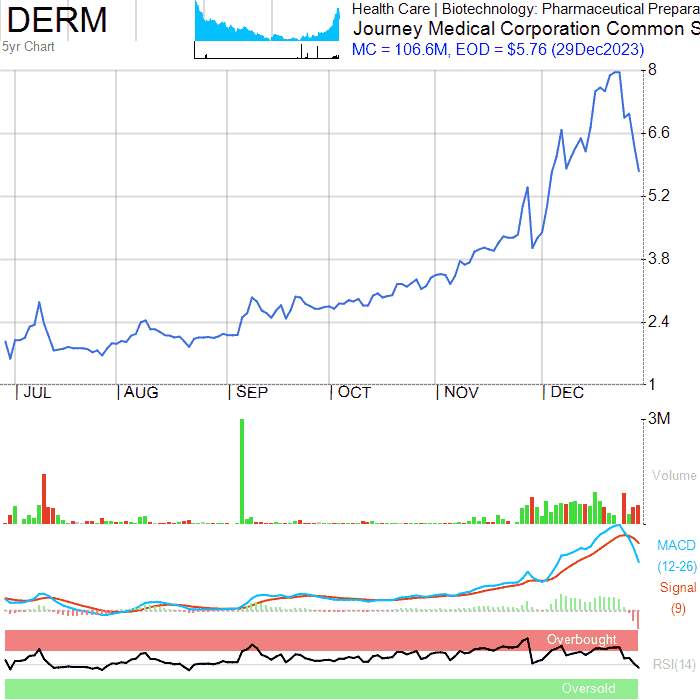 DERM
5yr Chart
Health Care | Biotechnology: Pharmaceutical Prepara
Journey Medical Corporation Common S
MC = 106.6M, EOD = $5.76 (29Dec2023)
8
6.6
5.2
3.8
2.4
1
| JUL | AUG | SEP | OCT | NOV | DEC
3M
Volume
MACD
(12-26)
Signal
(9)
Overbought
RSI(14)
Oversold